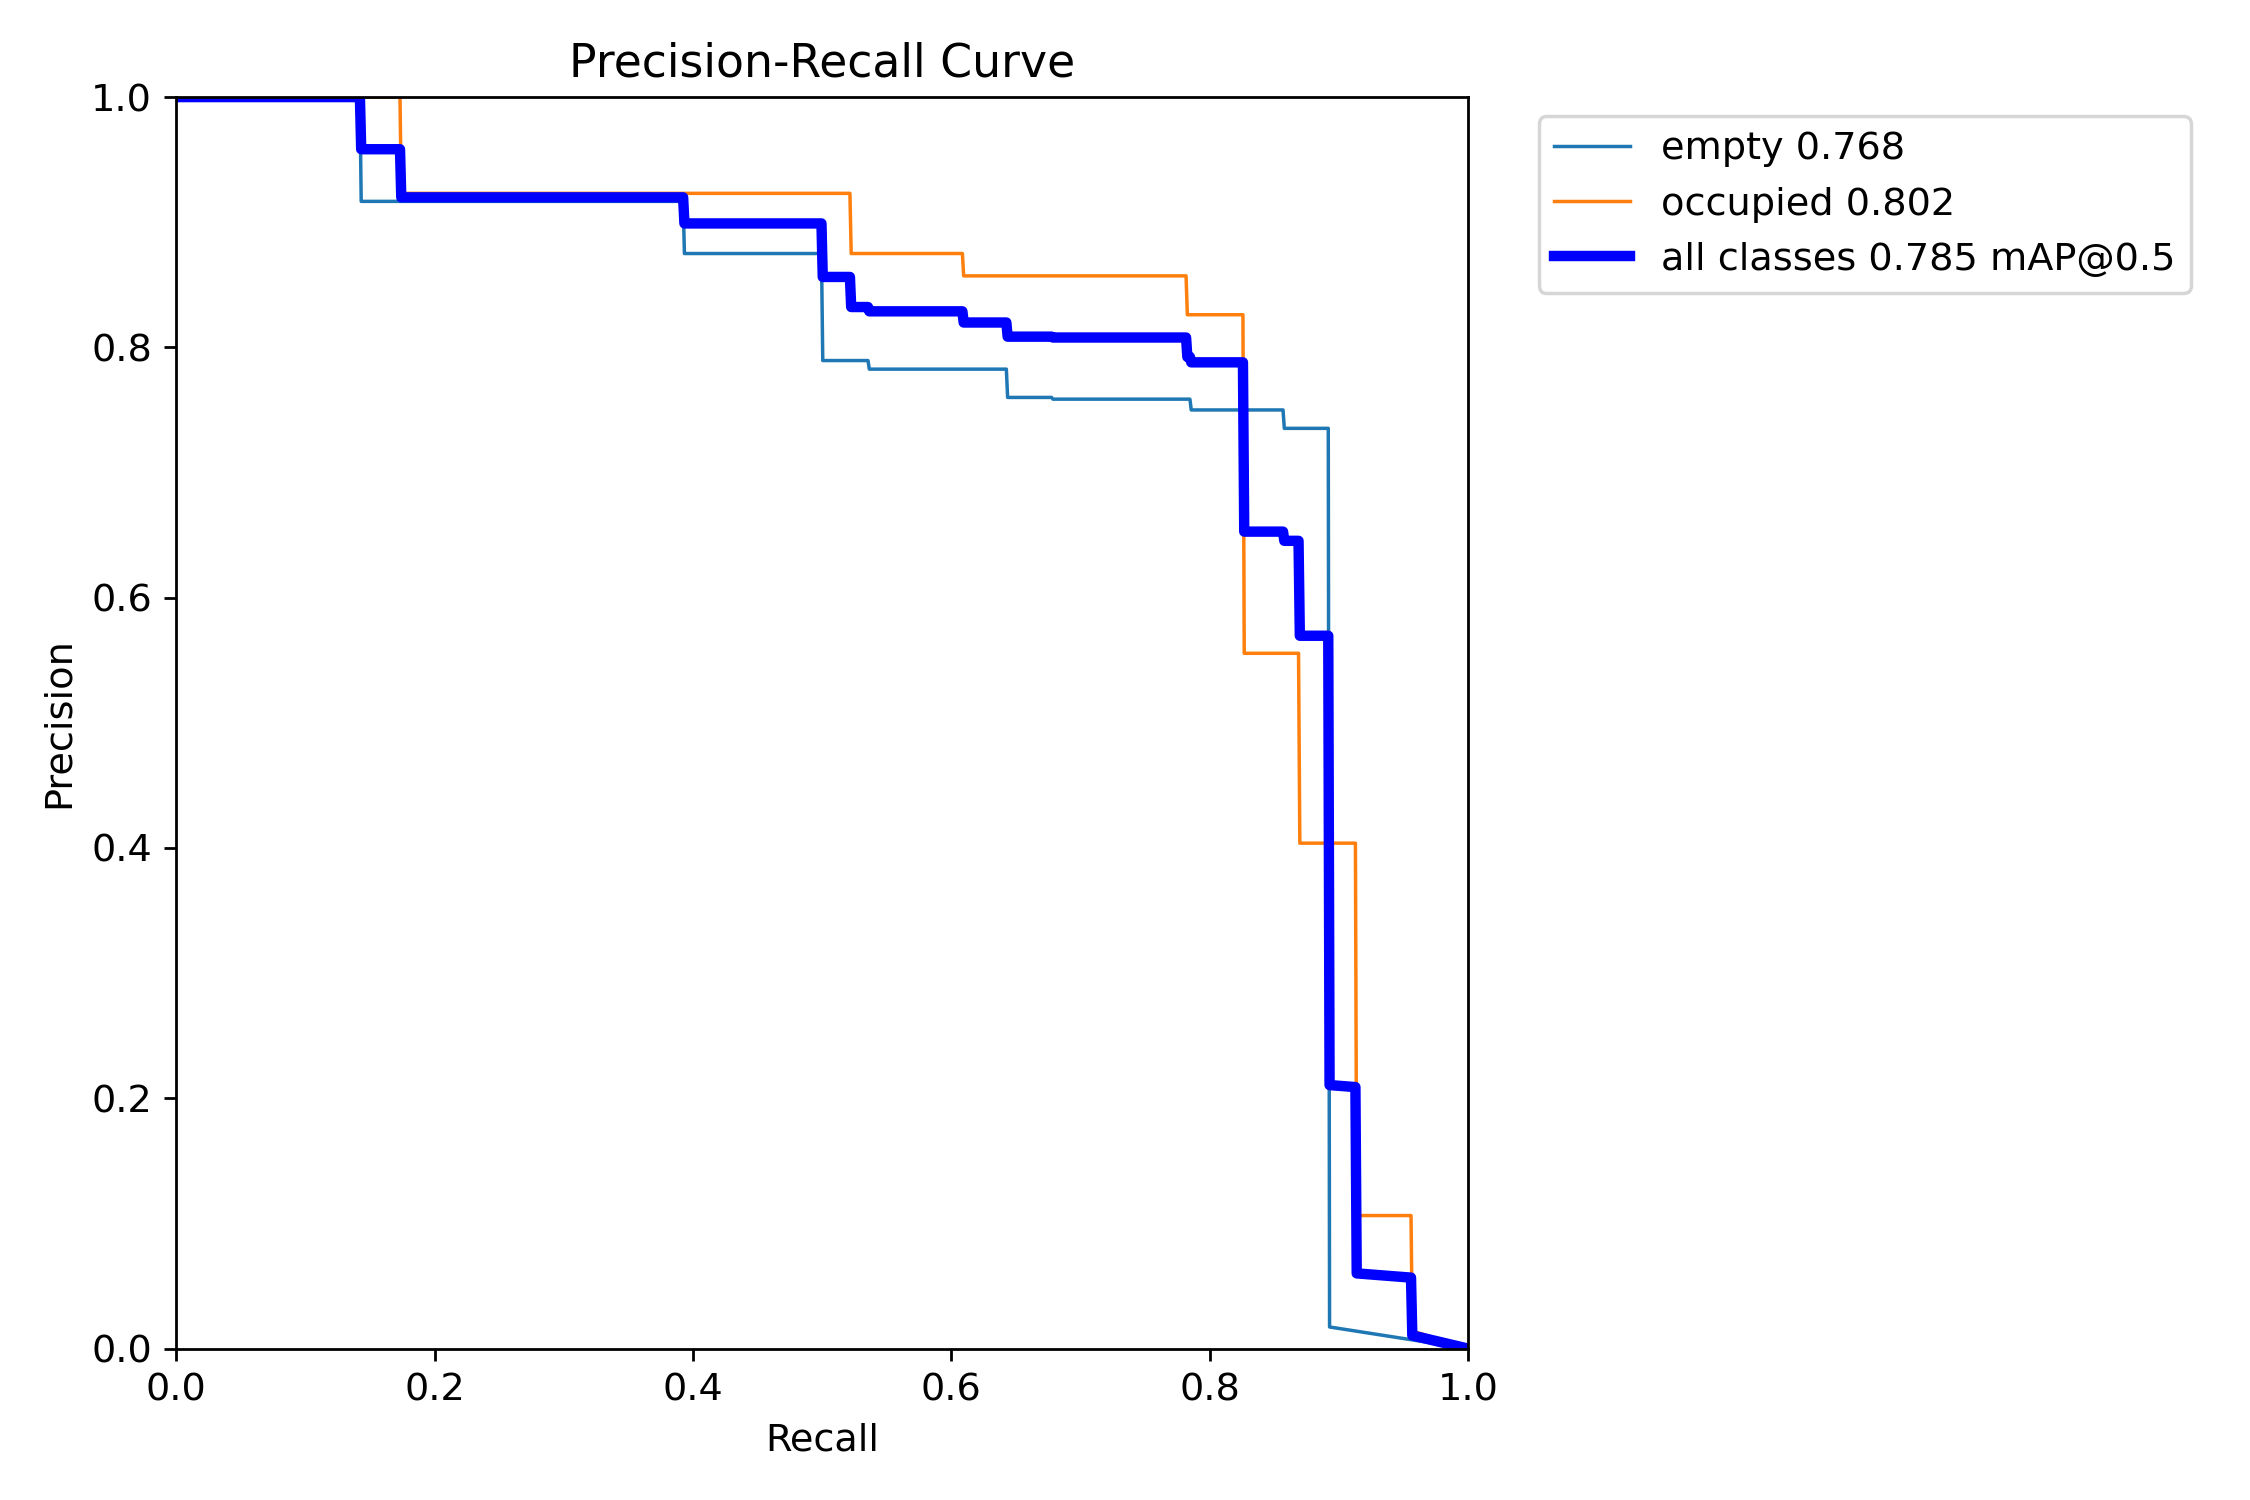 Precision-Recall Curve
1.0
0.8
0.6
0.4
0.2
0.0
Precision
0.0 0.2 0.4 0.6 0.8 1.0
Recall
empty 0.768
occupied 0.802
all classes 0.785 mAP@0.5